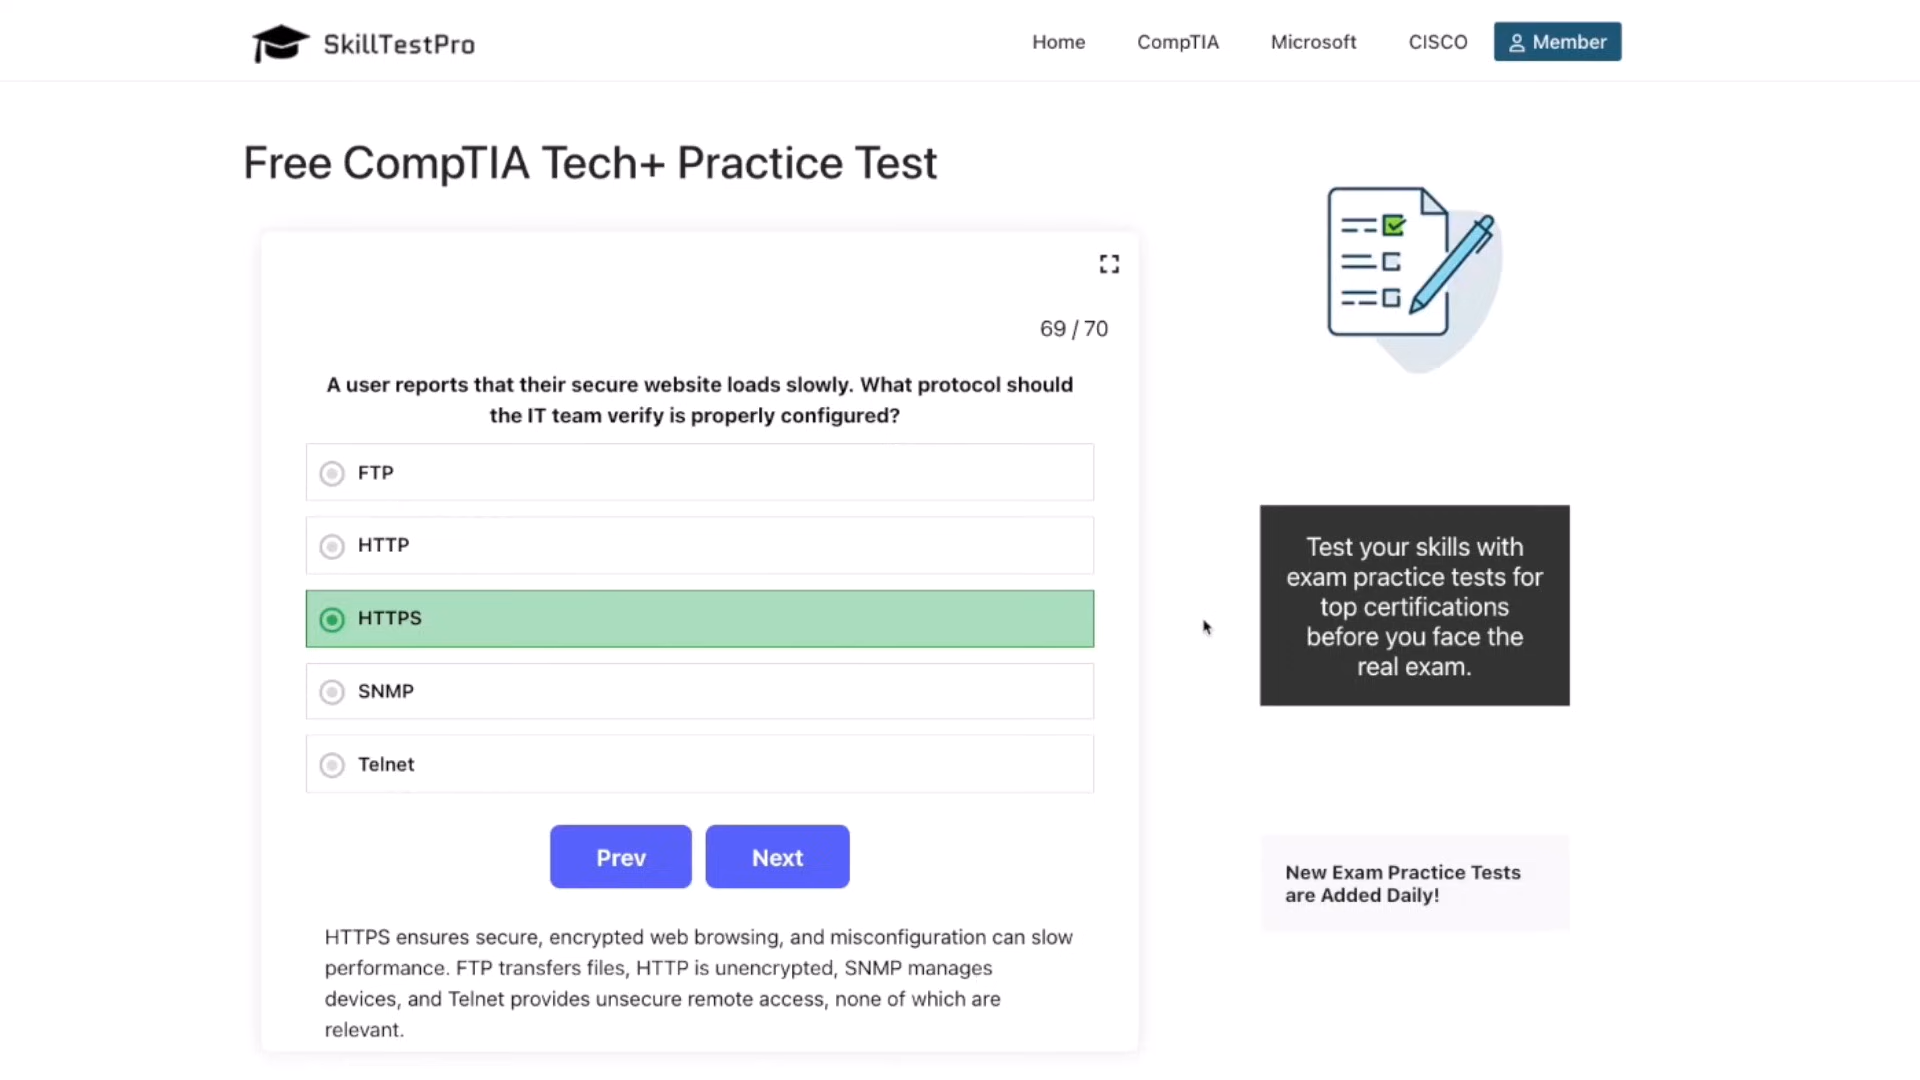 SkillTestPro
Home
CompTIA
Microsoft
CISCO
Member
Free CompTIA Tech+ Practice Test
69 / 70
A user reports that their secure website loads slowly. What protocol should
the IT team verify is properly configured?
FTP
HTTP
HTTPS
SNMP
Telnet
Prev
Next
HTTPS ensures secure, encrypted web browsing, and misconfiguration can slow
performance. FTP transfers files, HTTP is unencrypted, SNMP manages
devices, and Telnet provides unsecure remote access, none of which are
relevant.
Test your skills with
exam practice tests for
top certifications
before you face the
real exam.
New Exam Practice Tests
are Added Daily!